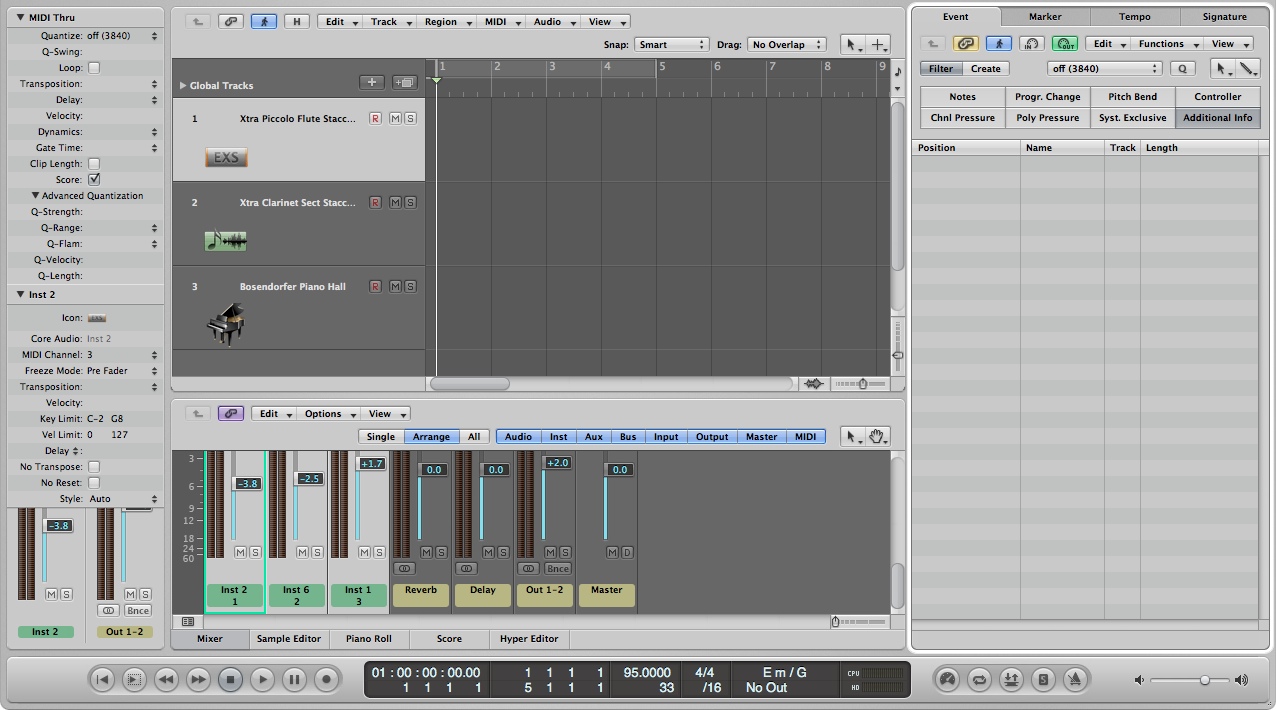 MIDI Thru
Quantize: off (3840)
Q-Swing:
Loop:
Transposition:
Delay:
Velocity:
Dynamics:
Gate Time:
Clip Length:
Score:
Advanced Quantization
Q-Strength:
Q-Range:
Q-Flam:
Q-Velocity:
Q-Length:
Inst 2
Icon:
Core Audio: Inst 2
MIDI Channel: 3
Freeze Mode: Pre Fader
Transposition:
Velocity:
Key Limit: C-2 G8
Vel Limit: 0 127
Delay :
No Transpose:
No Reset:
Style: Auto
-3.8
M S M S
Bnce
Inst 2 Out 1-2
H Edit Track Region MIDI Audio View
Snap: Smart Drag: No Overlap
1 2 3 4 5 6 7 8 9
Global Tracks
1 Xtra Piccolo Flute Stacc... R M S
EXS
2 Xtra Clarinet Sect Stacc... R M S
3 Bosendorfer Piano Hall R M S
Edit Options View
Single Arrange All Audio Inst Aux Bus Input Output Master MIDI
3
6
9
12
18
24
60
-3.8 -2.5 +1.7 0.0 0.0 +2.0 0.0
M S M S M S M S M S M S M D
Bnce
Inst 2 Inst 6 Inst 1 Reverb Delay Out 1-2 Master
1 2 3
Mixer Sample Editor Piano Roll Score Hyper Editor
Event Marker Tempo Signature
IN OUT Edit Functions View
Filter Create off (3840) Q
Notes Progr. Change Pitch Bend Controller
Chnl Pressure Poly Pressure Syst. Exclusive Additional Info
Position Name Track Length
01 : 00 : 00 : 00.00 1 1 1 1 95.0000 4/4 E m / G CPU
1 1 1 1 5 1 1 1 33 /16 No Out HD
S